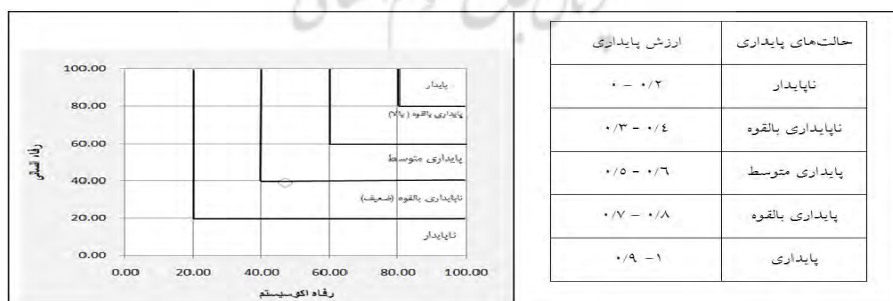 حالت‌های پایداری	ارزش پایداری
ناپایدار	۰ – ۰/۲
ناپایداری بالقوه	۰/۳ – ۰/٤
پایداری متوسط	۰/۵ – ۰/٦
پایداری بالقوه	۰/۷ – ۰/۸
پایداری	۰/۹ – ۱
رفاه انسانی
100.00
80.00
60.00
40.00
20.00
0.00
پایدار
پایداری بالقوه
پایداری متوسط
ناپایداری بالقوه (ضعیف)
ناپایدار
0.00 20.00 40.00 60.00 80.00 100.00
رفاه اکوسیستم